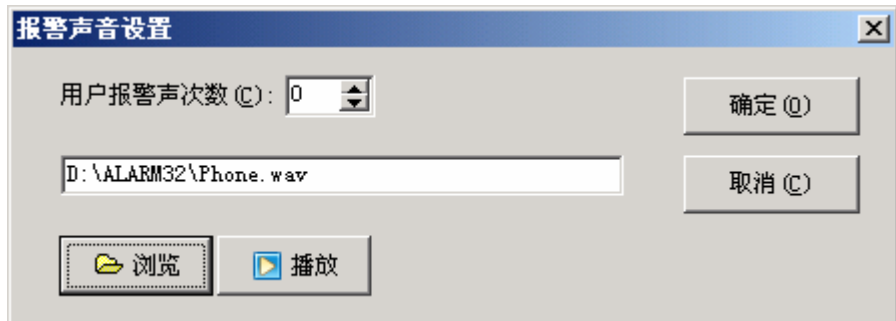 报警声音设置
用户报警声次数(C): 0
确定(O)
D:\ALARM32\Phone.wav
取消(C)
浏览 播放